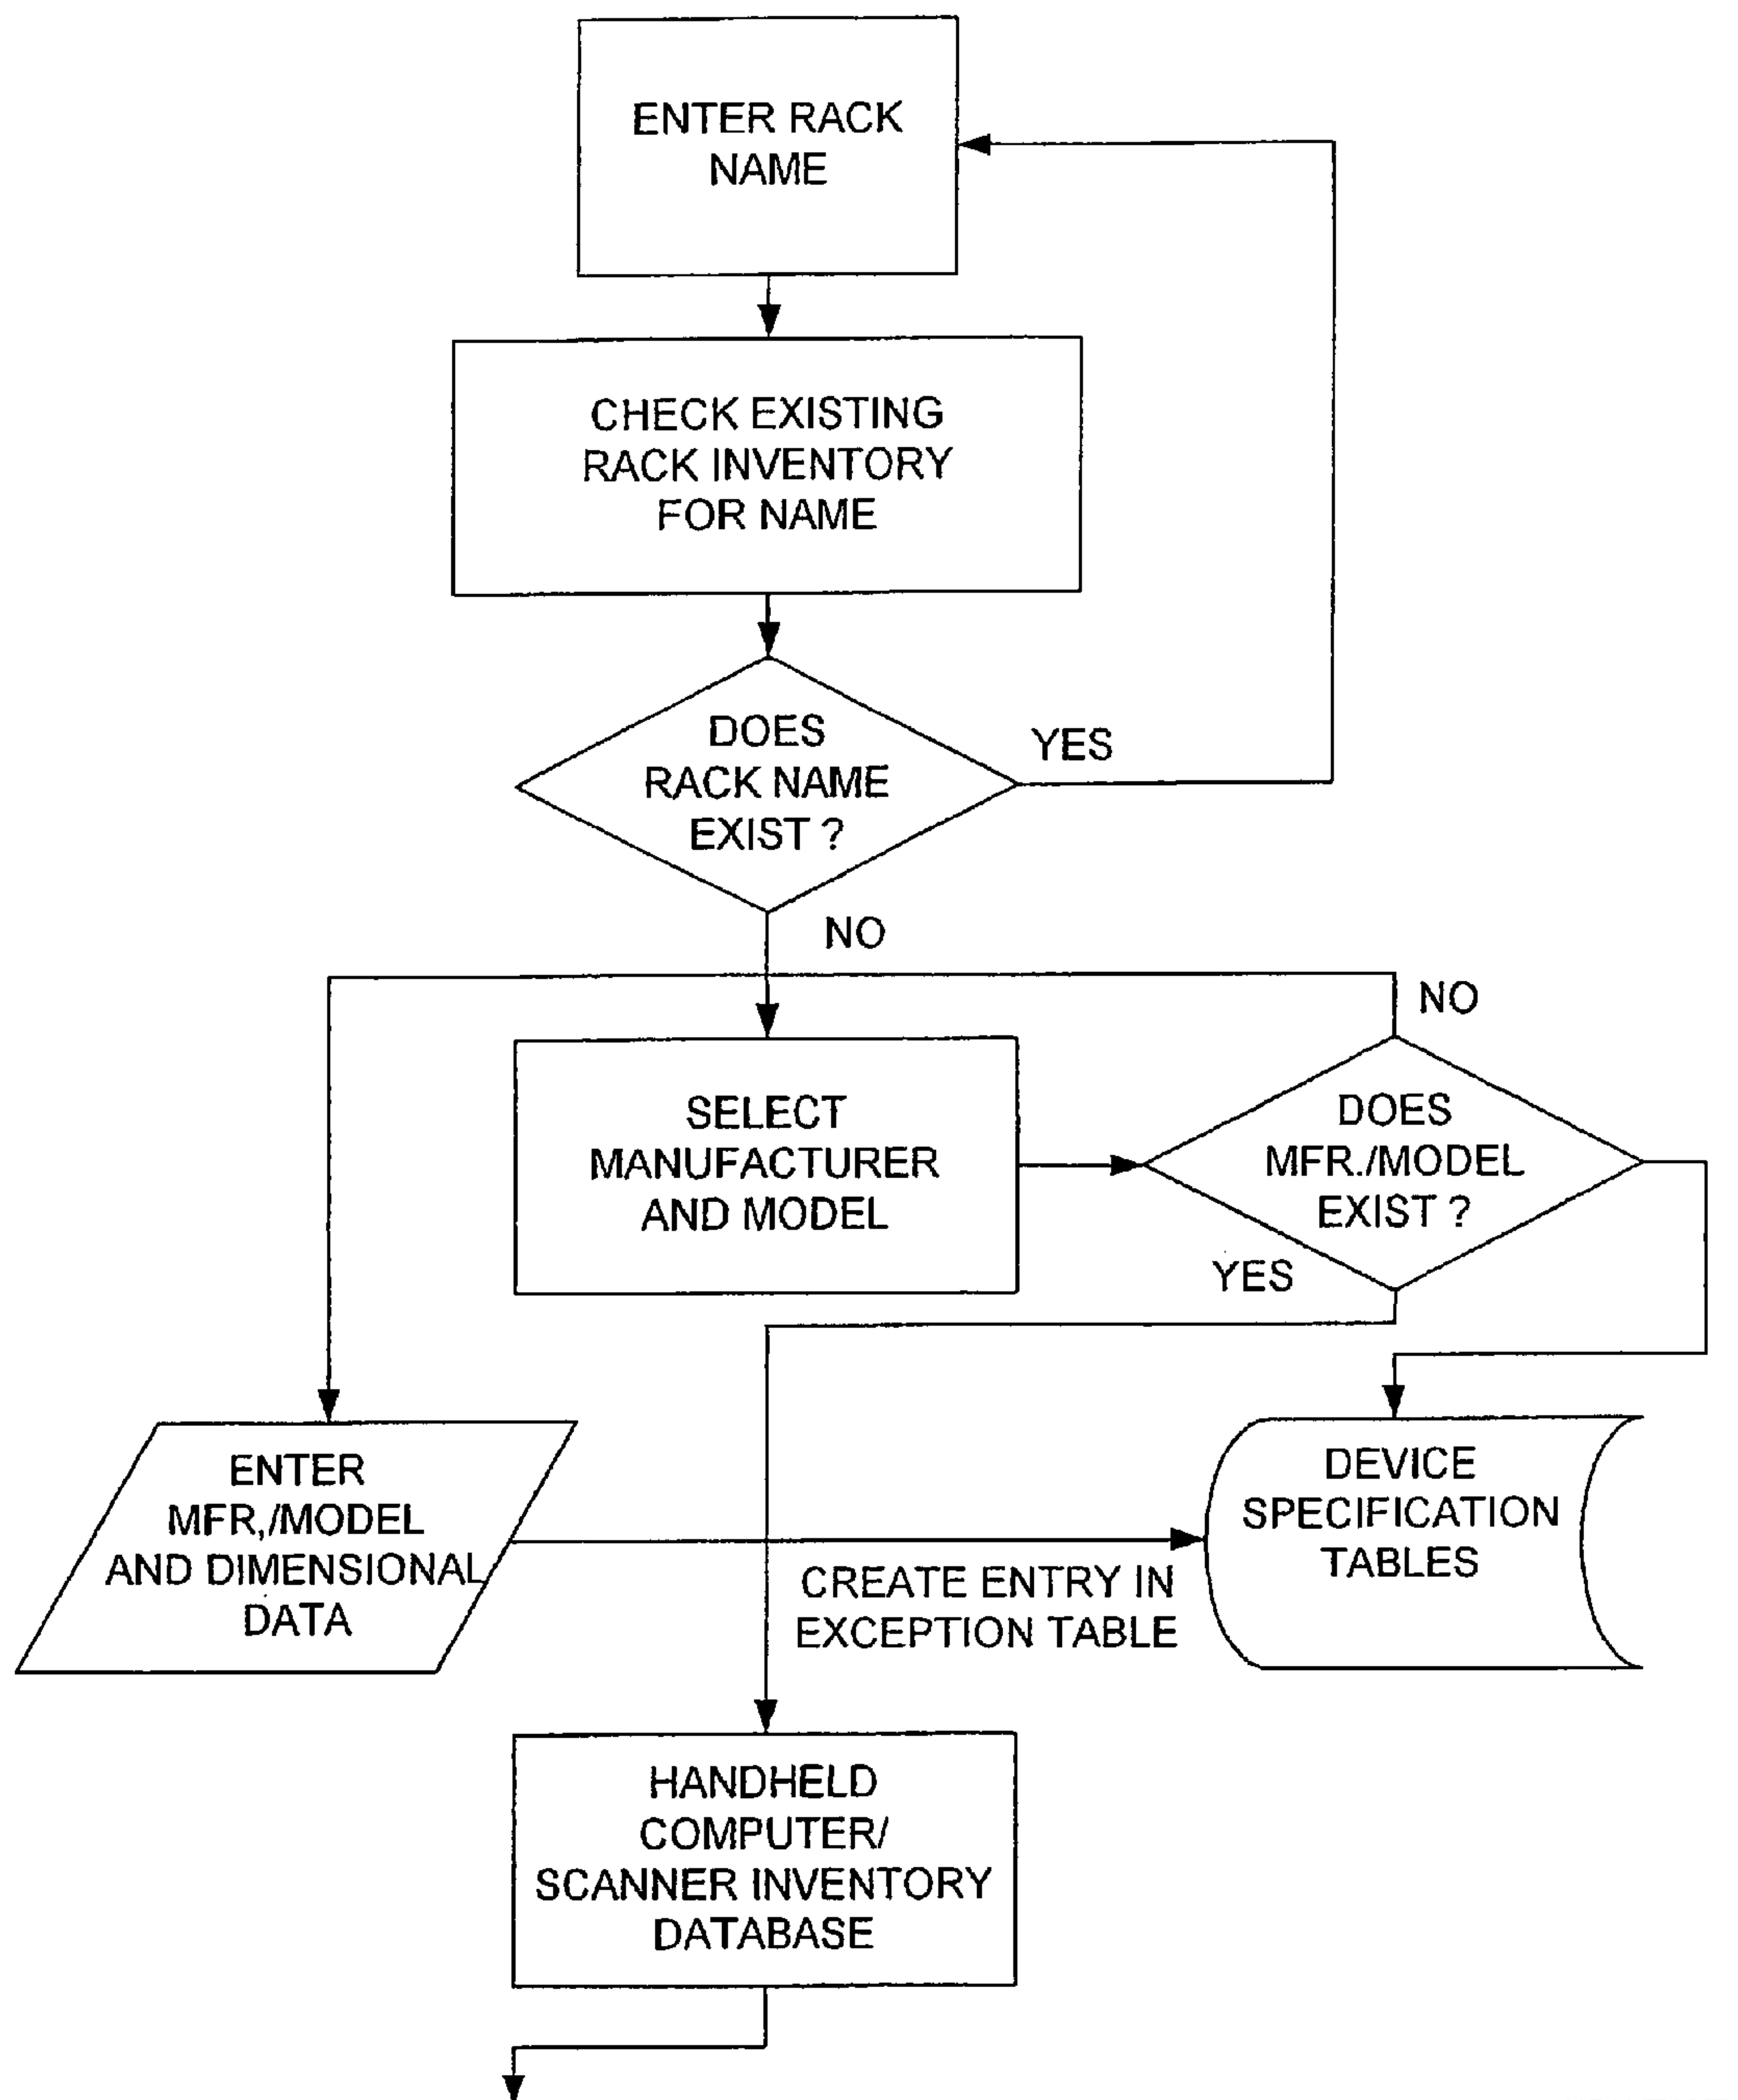 ENTER RACK
NAME
CHECK EXISTING
RACK INVENTORY
FOR NAME
DOES
RACK NAME
EXIST ?
YES
NO
NO
SELECT
MANUFACTURER
AND MODEL
DOES
MFR./MODEL
EXIST ?
YES
ENTER
MFR,/MODEL
AND DIMENSIONAL
DATA
DEVICE
SPECIFICATION
TABLES
CREATE ENTRY IN
EXCEPTION TABLE
HANDHELD
COMPUTER/
SCANNER INVENTORY
DATABASE